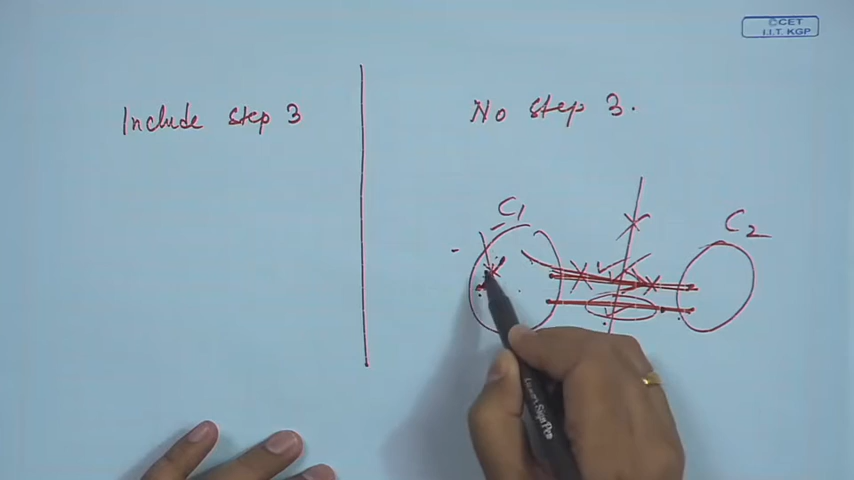 ©CET
I.I.T. KGP
Include step 3
No step 3.
C1
C2